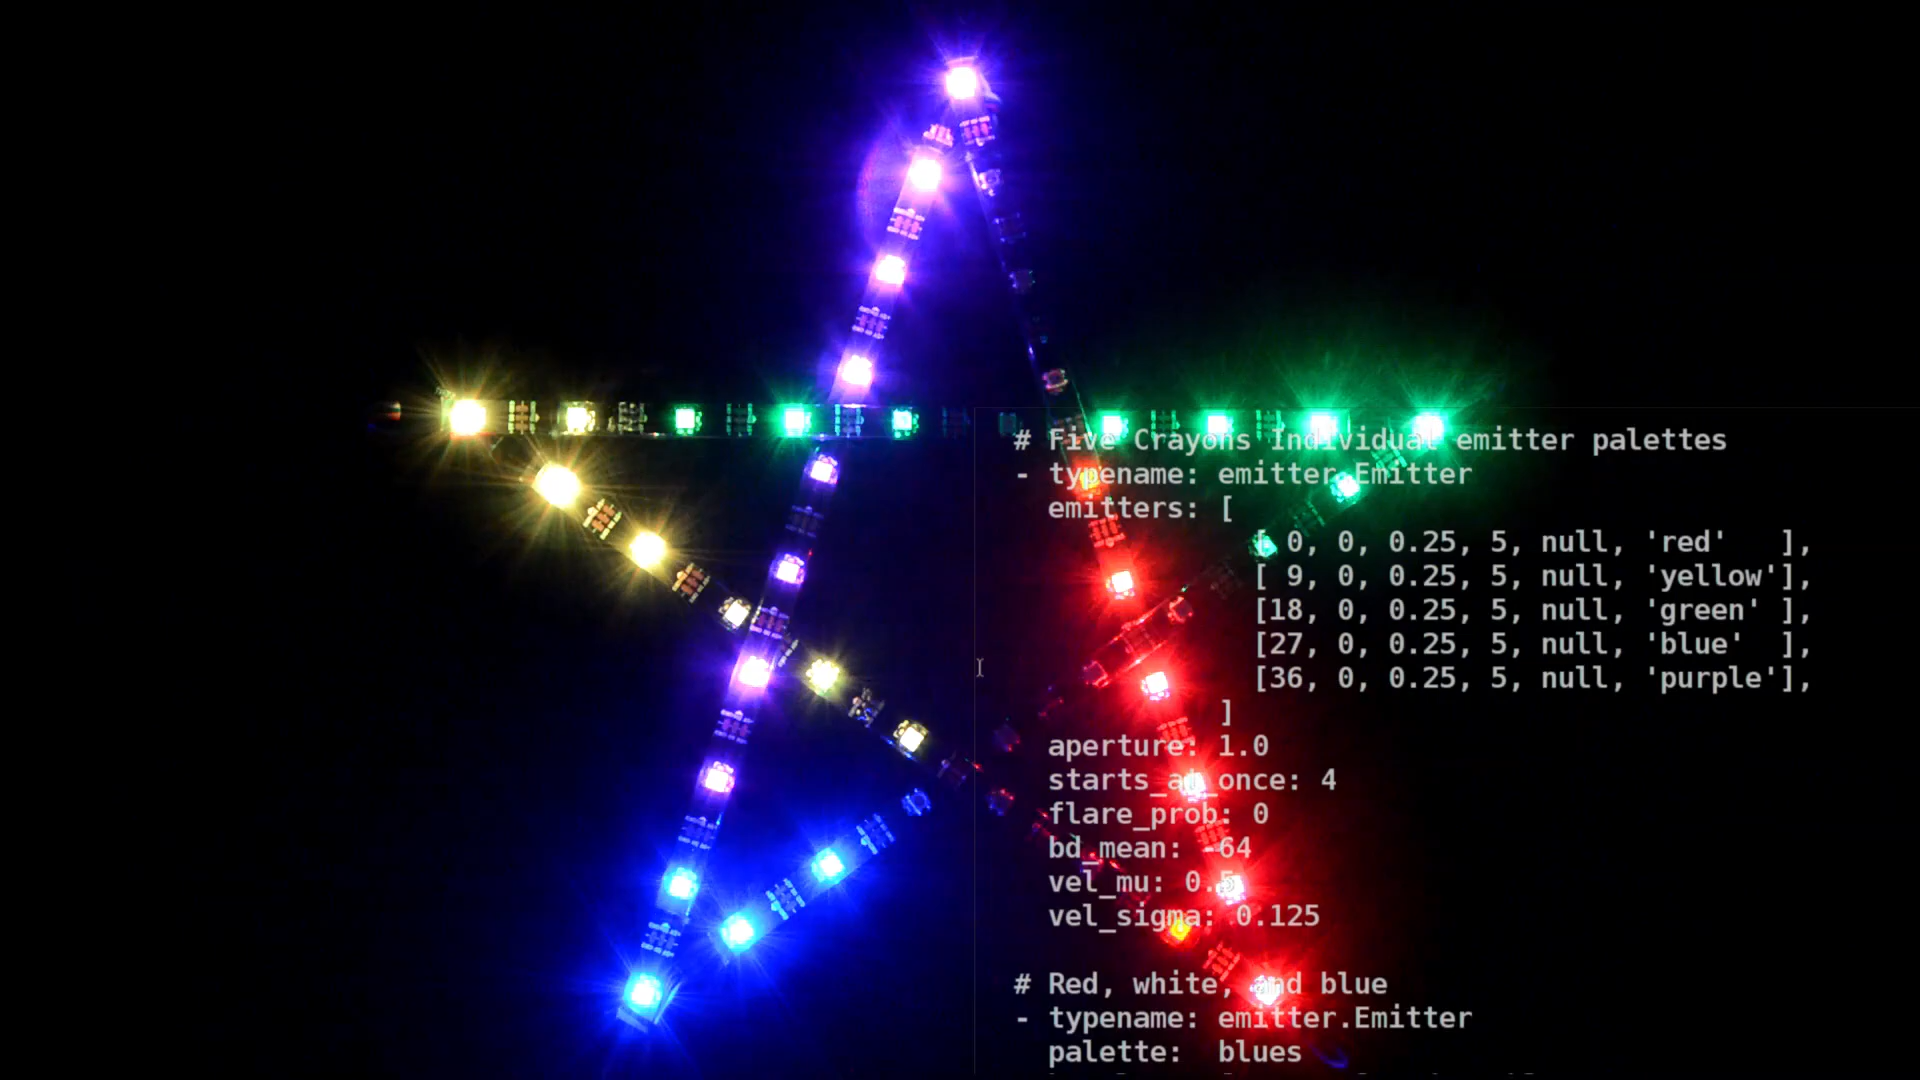 # Five Crayons Individual emitter palettes
- typename: emitter.Emitter
emitters: [
[ 0, 0, 0.25, 5, null, 'red' ],
[ 9, 0, 0.25, 5, null, 'yellow'],
[18, 0, 0.25, 5, null, 'green' ],
[27, 0, 0.25, 5, null, 'blue' ],
[36, 0, 0.25, 5, null, 'purple'],
]
aperture: 1.0
starts_at_once: 4
flare_prob: 0
bd_mean: -64
vel_mu: 0.5
vel_sigma: 0.125
# Red, white, and blue
- typename: emitter.Emitter
palette: blues